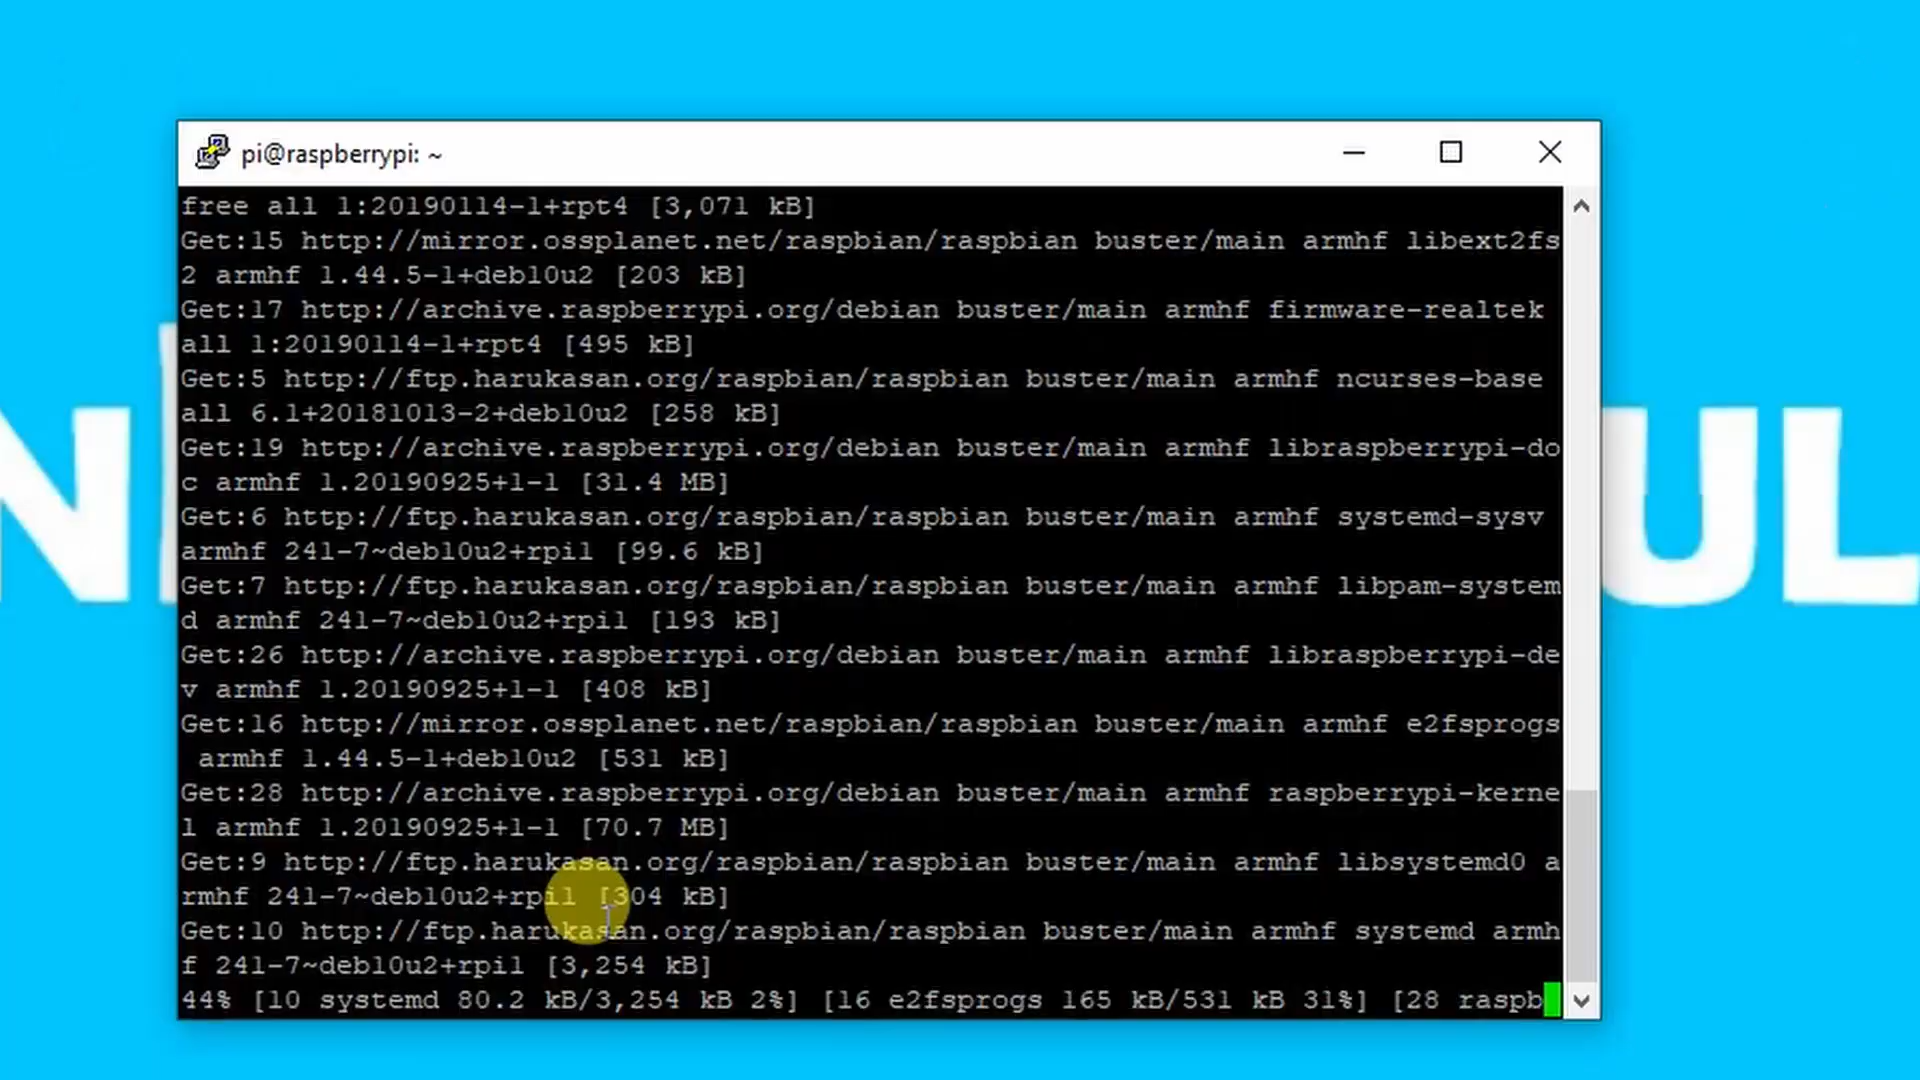 pi@raspberrypi: ~
free all 1:20190114-1+rpt4 [3,071 kB]
Get:15 http://mirror.ossplanet.net/raspbian/raspbian buster/main armhf libext2fs
2 armhf 1.44.5-1+deb10u2 [203 kB]
Get:17 http://archive.raspberrypi.org/debian buster/main armhf firmware-realtek
all 1:20190114-1+rpt4 [495 kB]
Get:5 http://ftp.harukasan.org/raspbian/raspbian buster/main armhf ncurses-base
all 6.1+20181013-2+deb10u2 [258 kB]
Get:19 http://archive.raspberrypi.org/debian buster/main armhf libraspberrypi-do
c armhf 1.20190925+1-1 [31.4 MB]
Get:6 http://ftp.harukasan.org/raspbian/raspbian buster/main armhf systemd-sysv
armhf 241-7~deb10u2+rpi1 [99.6 kB]
Get:7 http://ftp.harukasan.org/raspbian/raspbian buster/main armhf libpam-system
d armhf 241-7~deb10u2+rpi1 [193 kB]
Get:26 http://archive.raspberrypi.org/debian buster/main armhf libraspberrypi-de
v armhf 1.20190925+1-1 [408 kB]
Get:16 http://mirror.ossplanet.net/raspbian/raspbian buster/main armhf e2fsprogs
armhf 1.44.5-1+deb10u2 [531 kB]
Get:28 http://archive.raspberrypi.org/debian buster/main armhf raspberrypi-kerne
l armhf 1.20190925+1-1 [70.7 MB]
Get:9 http://ftp.harukasan.org/raspbian/raspbian buster/main armhf libsystemd0 a
rmhf 241-7~deb10u2+rpi1 [304 kB]
Get:10 http://ftp.harukasan.org/raspbian/raspbian buster/main armhf systemd armh
f 241-7~deb10u2+rpi1 [3,254 kB]
44% [10 systemd 80.2 kB/3,254 kB 2%] [16 e2fsprogs 165 kB/531 kB 31%] [28 raspb